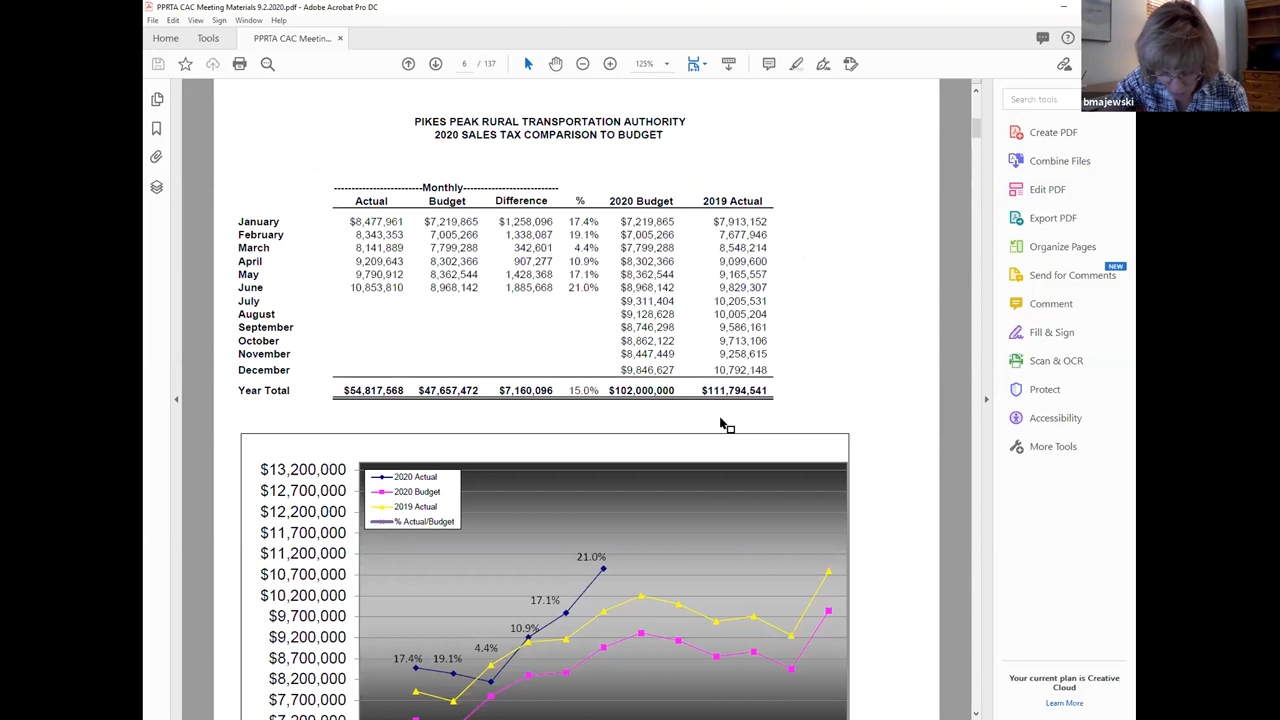 PPRTA CAC Meeting Materials 9.2.2020.pdf - Adobe Acrobat Pro DC
File Edit View Sign Window Help
Home Tools PPRTA CAC Meetin... ×
6 / 137 125%
Search tools
bmajewski
Create PDF
Combine Files
Edit PDF
Export PDF
Organize Pages
NEW
Send for Comments
Comment
Fill & Sign
Scan & OCR
Protect
Accessibility
More Tools
Your current plan is Creative
Cloud
Learn More
PIKES PEAK RURAL TRANSPORTATION AUTHORITY
2020 SALES TAX COMPARISON TO BUDGET
------------------------Monthly-------------------------
Actual Budget Difference % 2020 Budget 2019 Actual
January $8,477,961 $7,219,865 $1,258,096 17.4% $7,219,865 $7,913,152
February 8,343,353 7,005,266 1,338,087 19.1% $7,005,266 7,677,946
March 8,141,889 7,799,288 342,601 4.4% $7,799,288 8,548,214
April 9,209,643 8,302,366 907,277 10.9% $8,302,366 9,099,600
May 9,790,912 8,362,544 1,428,368 17.1% $8,362,544 9,165,557
June 10,853,810 8,968,142 1,885,668 21.0% $8,968,142 9,829,307
July $9,311,404 10,205,531
August $9,128,628 10,005,204
September $8,746,298 9,586,161
October $8,862,122 9,713,106
November $8,447,449 9,258,615
December $9,846,627 10,792,148
Year Total $54,817,568 $47,657,472 $7,160,096 15.0% $102,000,000 $111,794,541
$13,200,000
$12,700,000
$12,200,000
$11,700,000
$11,200,000
$10,700,000
$10,200,000
$9,700,000
$9,200,000
$8,700,000
$8,200,000
$7,700,000
$7,200,000
2020 Actual
2020 Budget
2019 Actual
% Actual/Budget
17.4% 19.1% 4.4% 10.9% 17.1% 21.0%